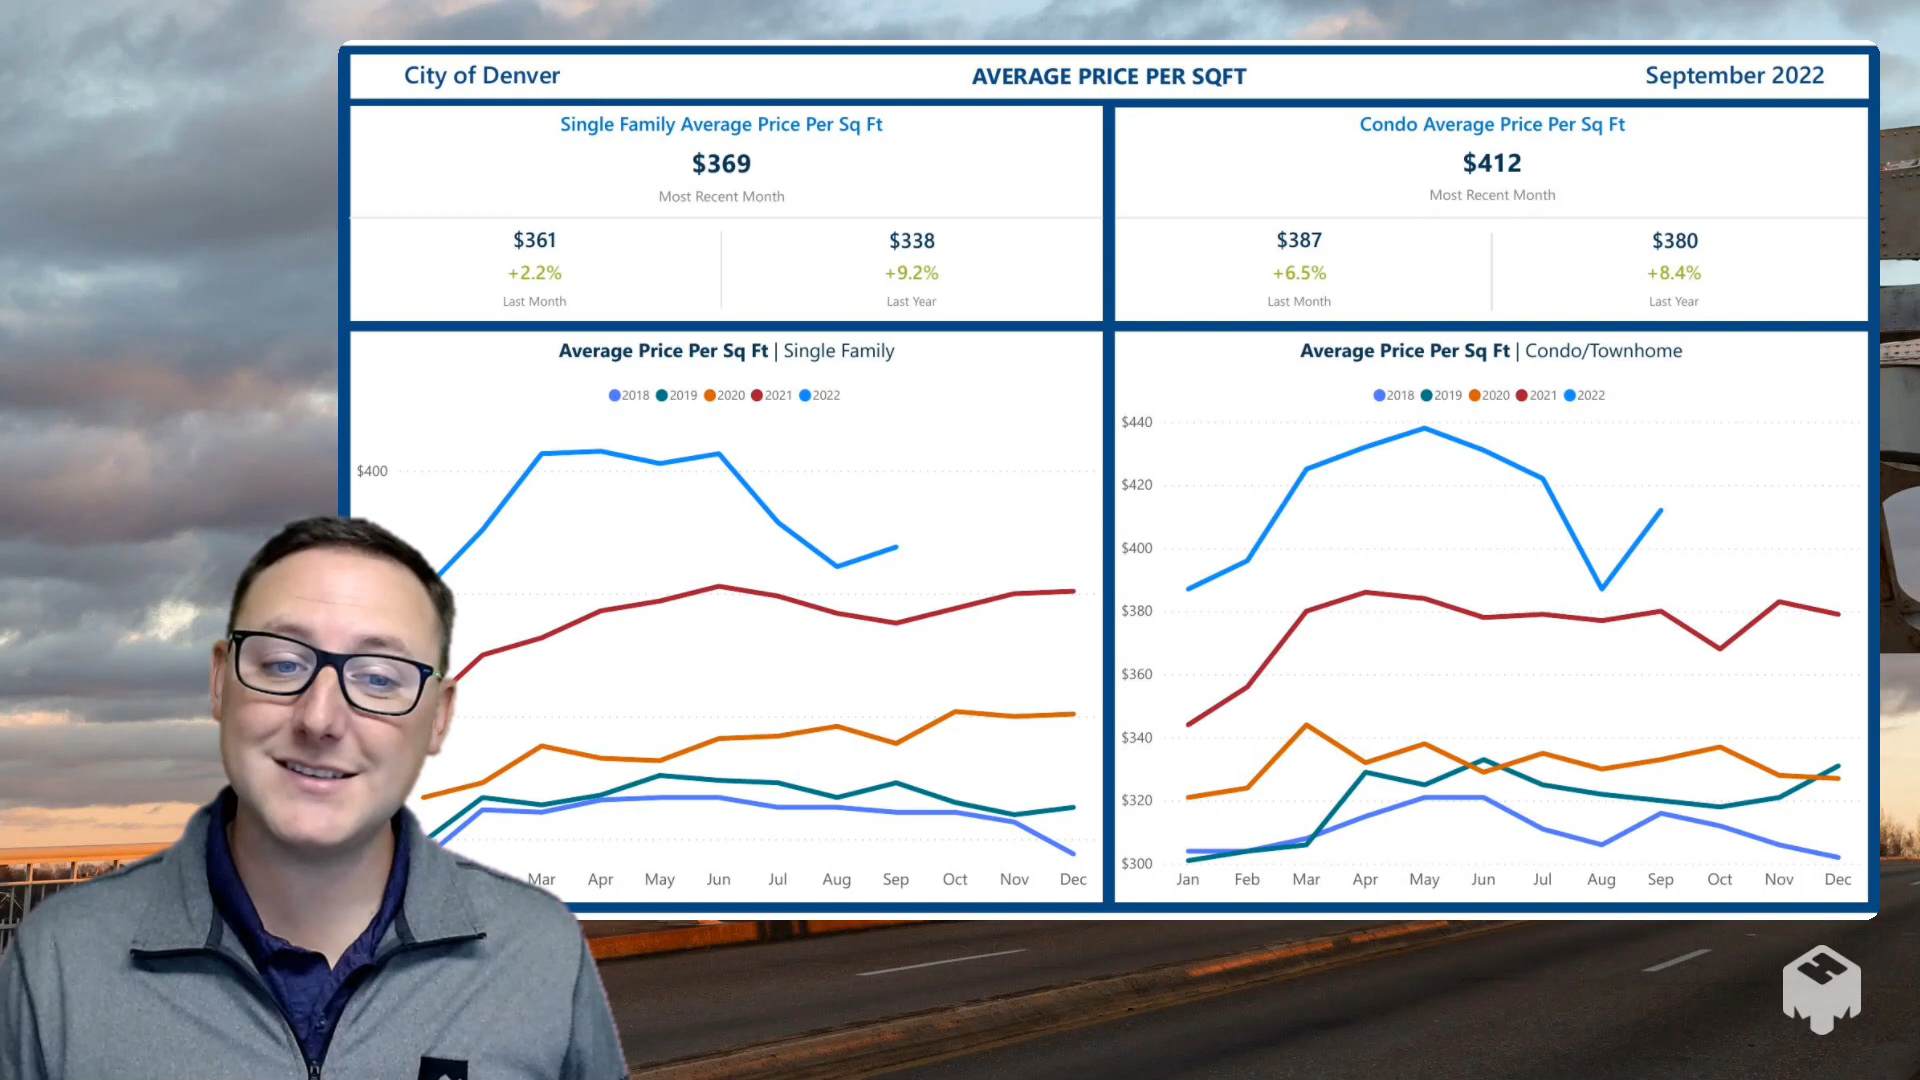 City of Denver
AVERAGE PRICE PER SQFT
September 2022
Single Family Average Price Per Sq Ft
$369
Most Recent Month
$361
+2.2%
Last Month
$338
+9.2%
Last Year
Condo Average Price Per Sq Ft
$412
Most Recent Month
$387
+6.5%
Last Month
$380
+8.4%
Last Year
Average Price Per Sq Ft | Single Family
2018 2019 2020 2021 2022
$400
Mar Apr May Jun Jul Aug Sep Oct Nov Dec
Average Price Per Sq Ft | Condo/Townhome
2018 2019 2020 2021 2022
$440
$420
$400
$380
$360
$340
$320
$300
Jan Feb Mar Apr May Jun Jul Aug Sep Oct Nov Dec